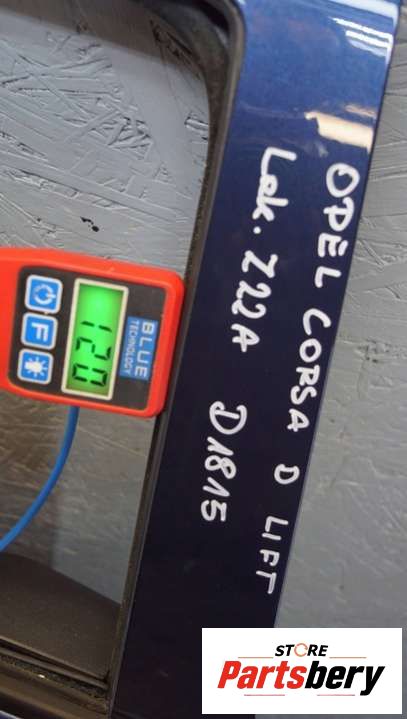 OPEL CORSA D LIFT
Lak. Z22A D1815
120
BLUE
TECHNOLOGY
F
STORE
Partsbery